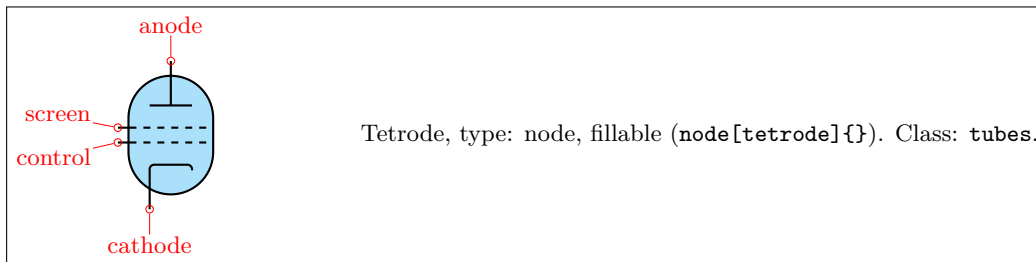 anode
screen
control
cathode
Tetrode, type: node, fillable (node[tetrode]{}). Class: tubes.